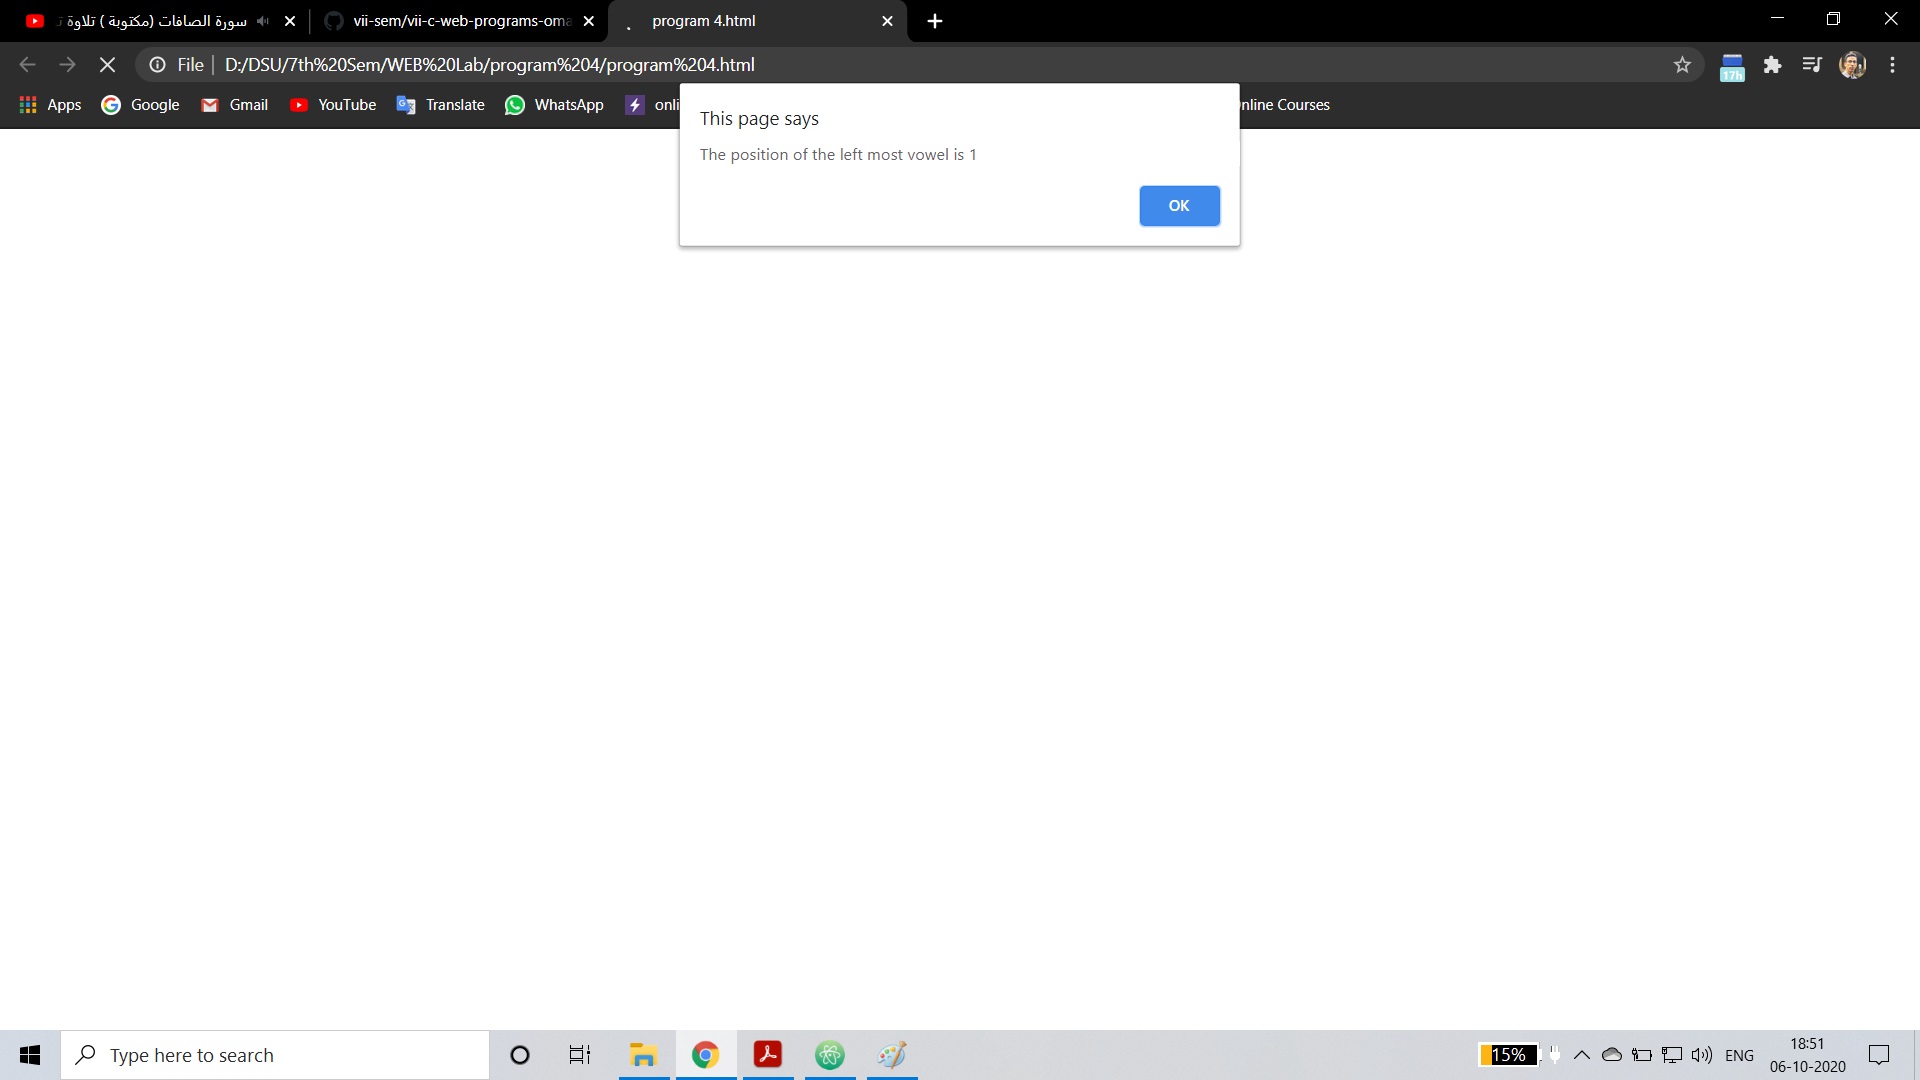 سورة الصافات (مكتوبة ) تلاوة
vii-sem/vii-c-web-programs-oma
program 4.html
File
D:/DSU/7th%20Sem/WEB%20Lab/program%204/program%204.html
17h
Apps
Google
Gmail
YouTube
Translate
WhatsApp
onli
nline Courses
This page says
The position of the left most vowel is 1
OK
Type here to search
15%
ENG
18:51
06-10-2020